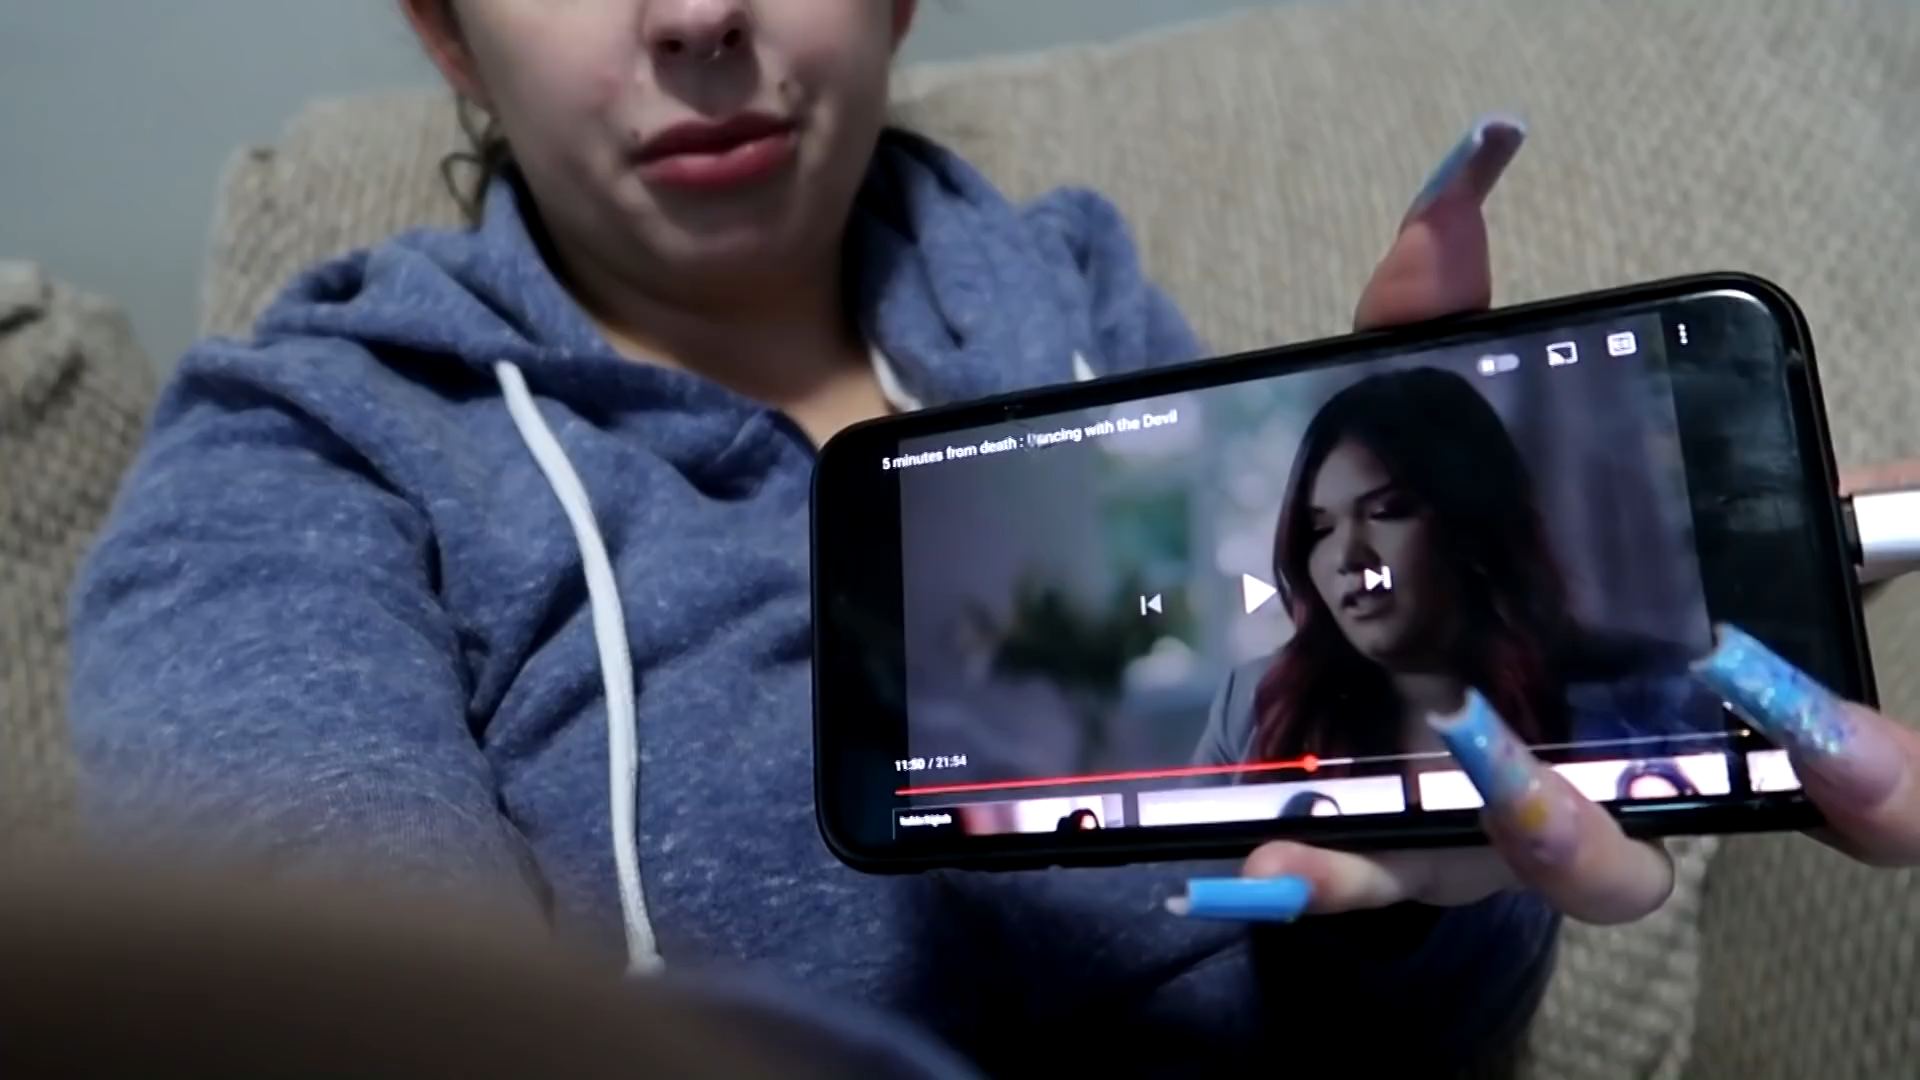 5 minutes from death : Dancing with the Devil
11:50 / 21:54